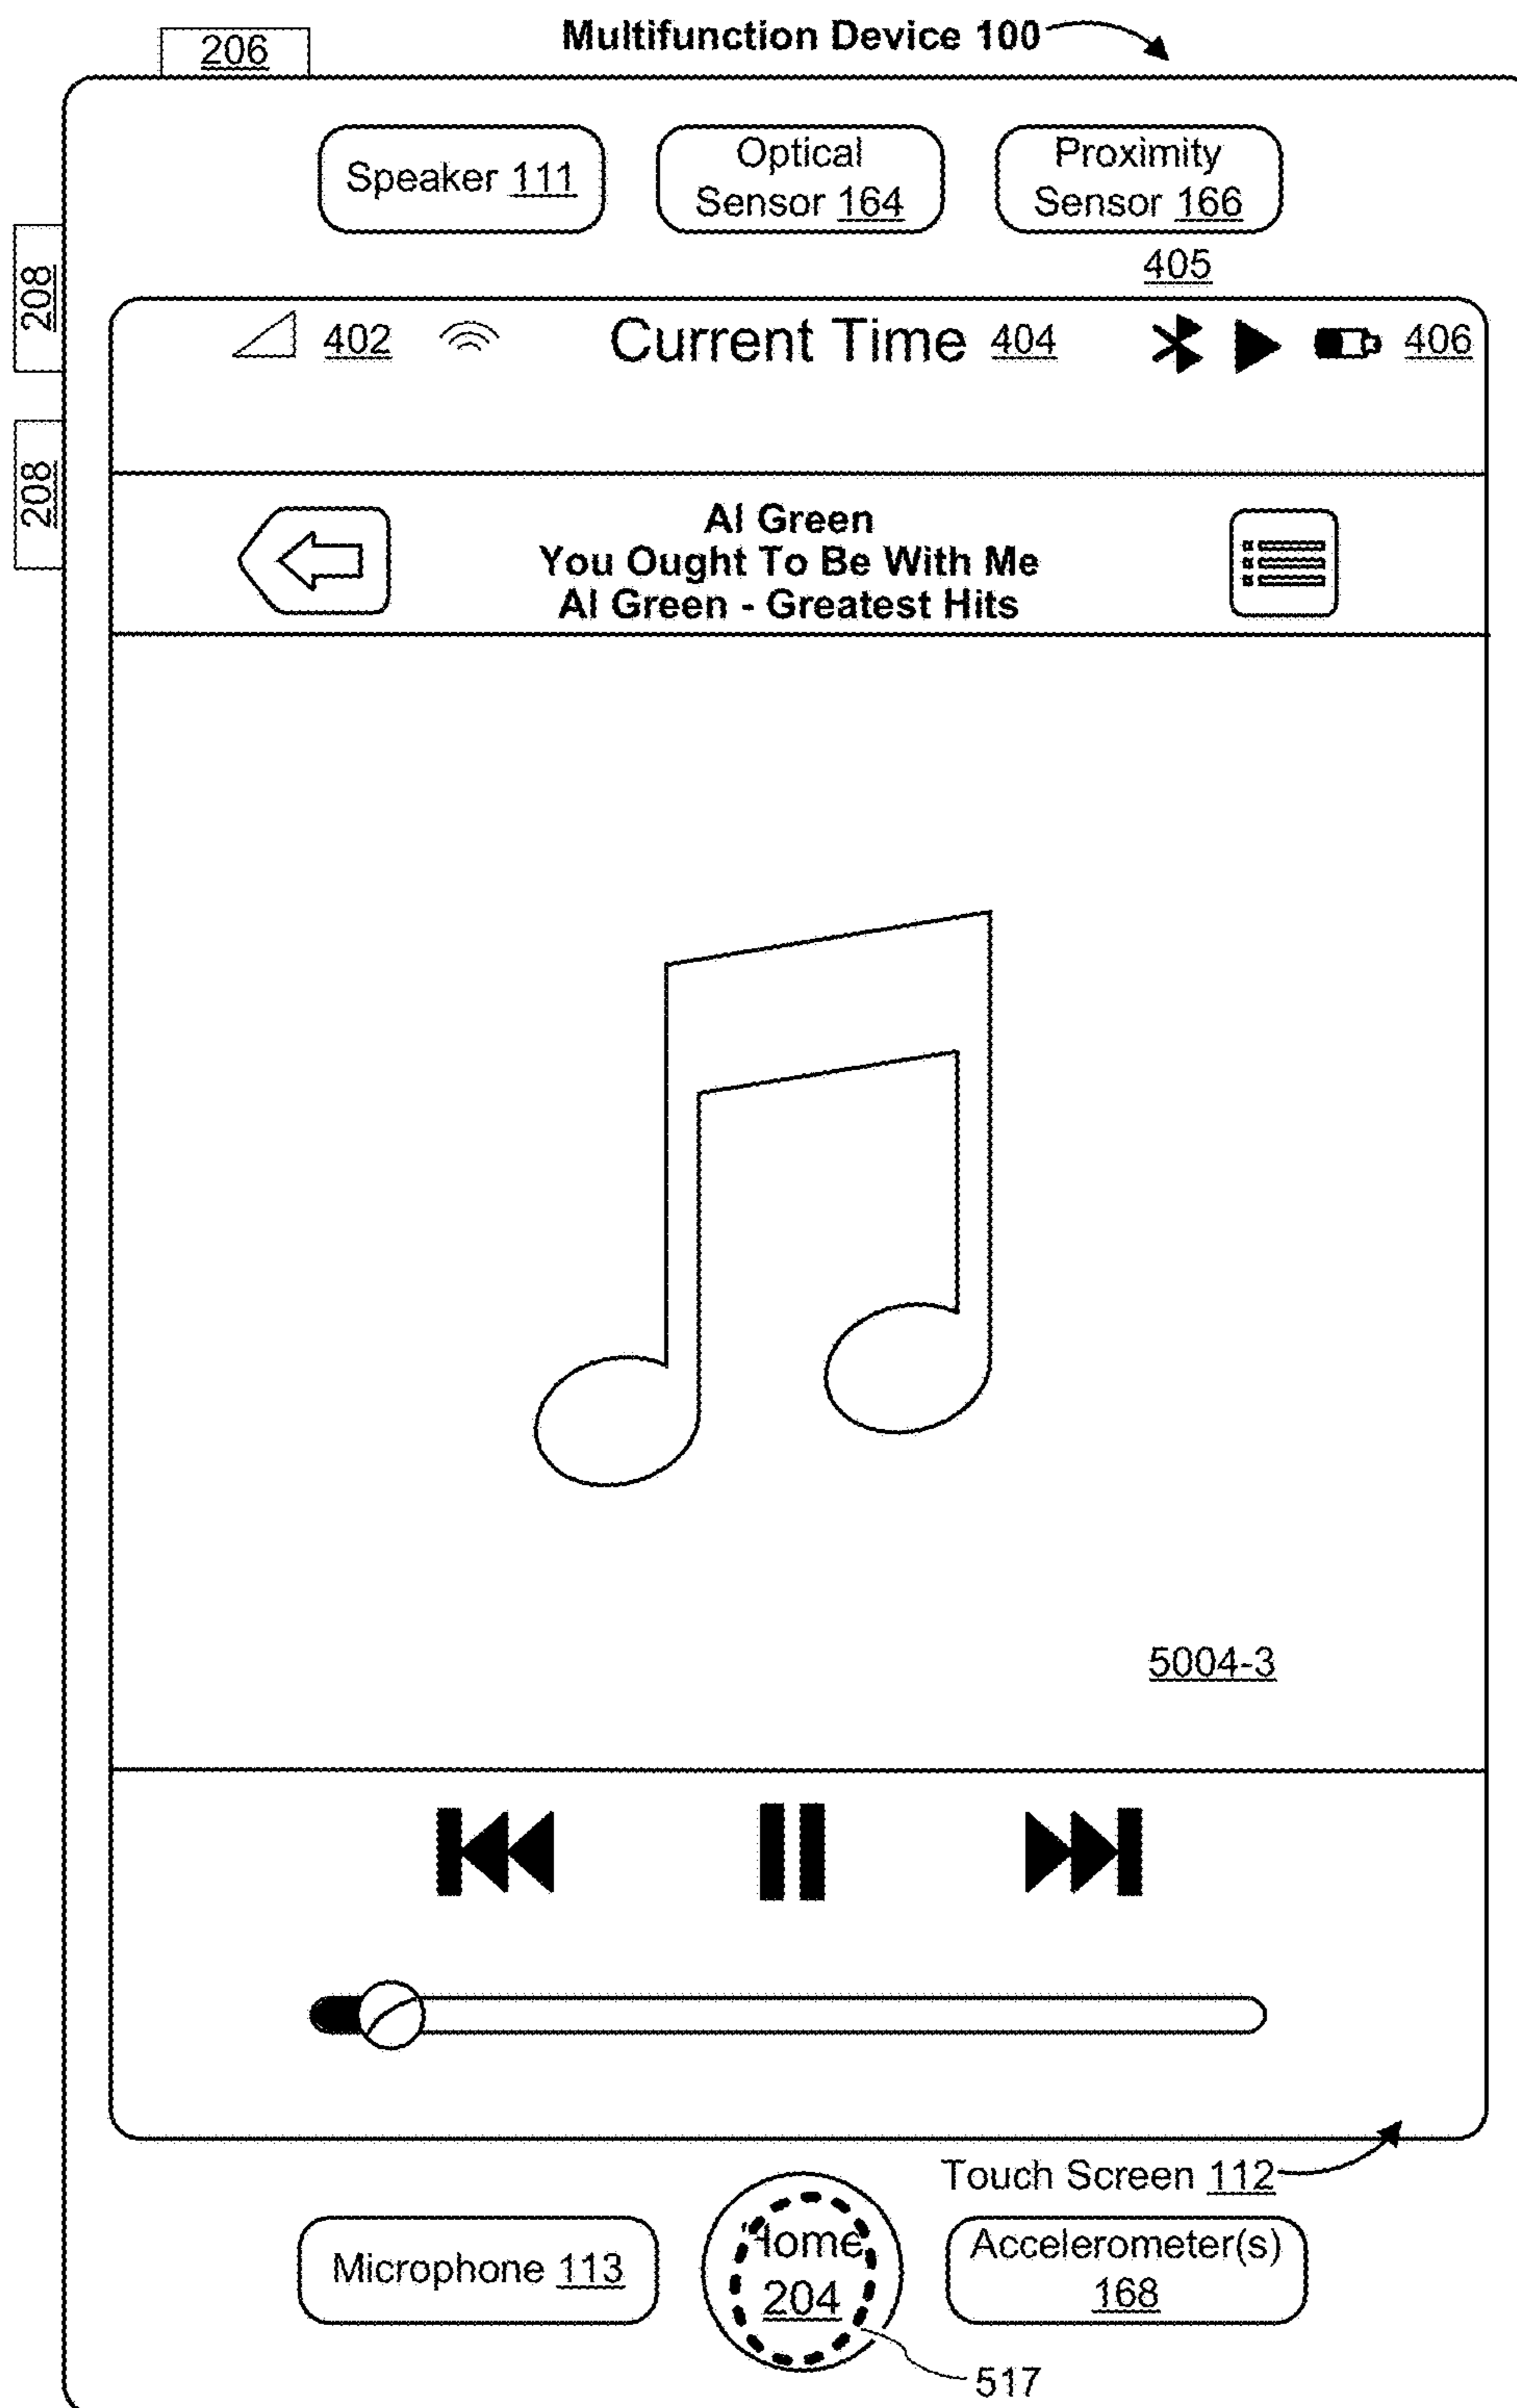 Multifunction Device 100
206
Speaker 111
Optical
Sensor 164
Proximity
Sensor 166
405
208
402
Current Time 404
406
208
Al Green
You Ought To Be With Me
Al Green - Greatest Hits
5004-3
Touch Screen 112
Microphone 113
Home
204
Accelerometer(s)
168
517